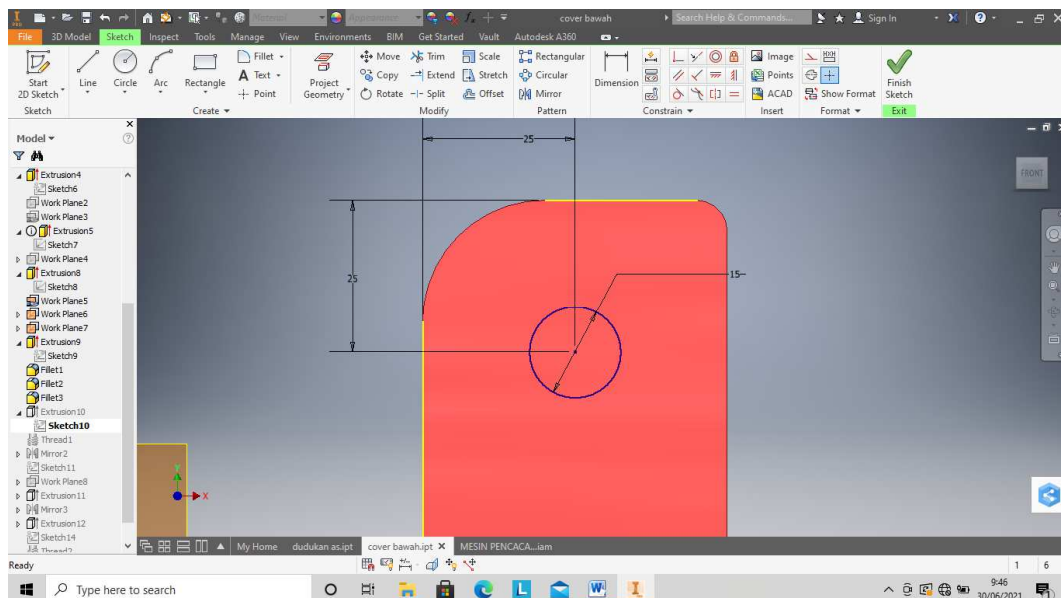 PRO
Material
Appearance
cover bawah
Search Help & Commands...
Sign In
File 3D Model Sketch Inspect Tools Manage View Environments BIM Get Started Vault Autodesk A360
Start 2D Sketch
Line
Circle
Arc
Rectangle
Fillet
Text
Point
Project Geometry
Move Trim Scale
Copy Extend Stretch
Rotate Split Offset
Rectangular
Circular
Mirror
Dimension
Image
Points
ACAD
Show Format
Finish Sketch
Sketch Create Modify Pattern Constrain Insert Format Exit
Model
Extrusion4
Sketch6
Work Plane2
Work Plane3
Extrusion5
Sketch7
Work Plane4
Extrusion8
Sketch8
Work Plane5
Work Plane6
Work Plane7
Extrusion9
Sketch9
Fillet1
Fillet2
Fillet3
Extrusion10
Sketch10
Thread1
Mirror2
Sketch11
Work Plane8
Extrusion11
Mirror3
Extrusion12
Sketch14
Thread2
25
25
15
FRONT
Y
X
My Home dudukan as.ipt cover bawah.ipt MESIN PENCACA...iam
Ready
1 6
Type here to search
9:46
30/06/2021